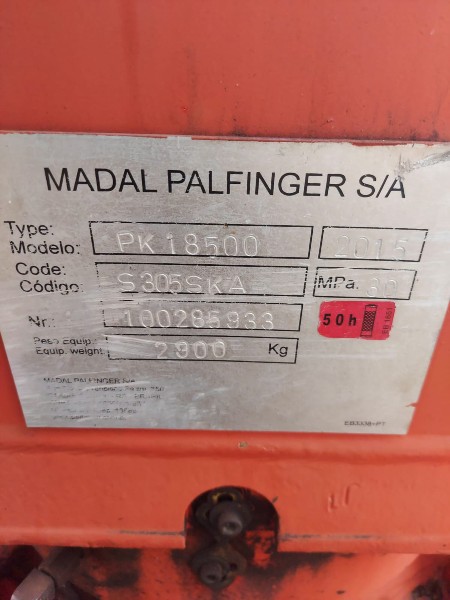 MADAL PALFINGER S/A
Type:
Modelo: PK 18500 2015
Code:
Código: S305SKA MPa. 30
Nr.: 100285933 50h
Peso Equip.:
Equip. weight: 2900 Kg
MADAL PALFINGER S/A